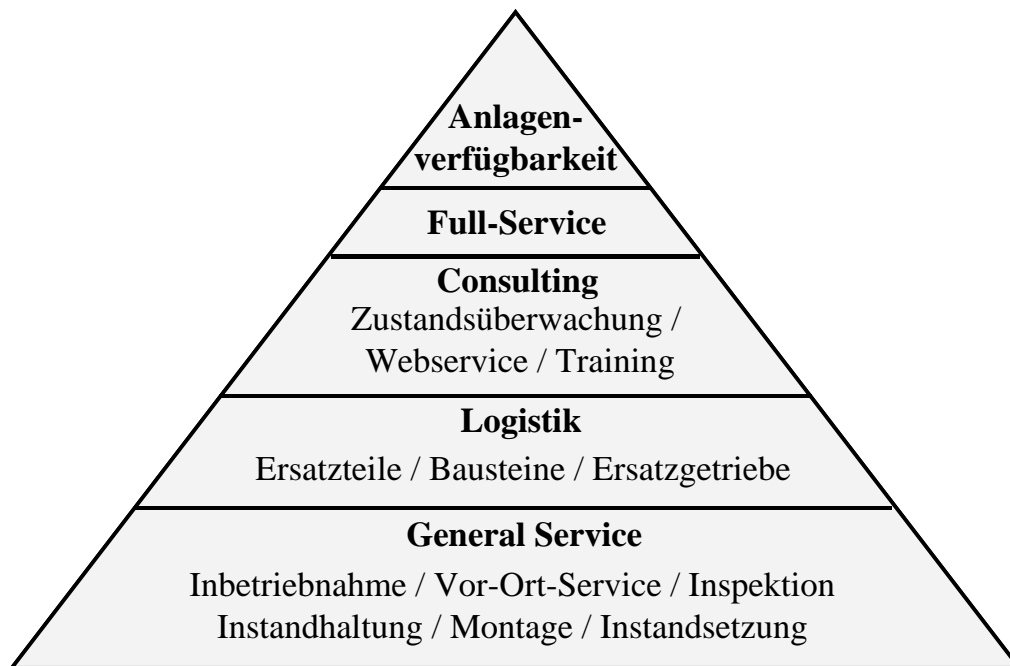 Anlagen-
verfügbarkeit
Full-Service
Consulting
Zustandsüberwachung /
Webservice / Training
Logistik
Ersatzteile / Bausteine / Ersatzgetriebe
General Service
Inbetriebnahme / Vor-Ort-Service / Inspektion
Instandhaltung / Montage / Instandsetzung